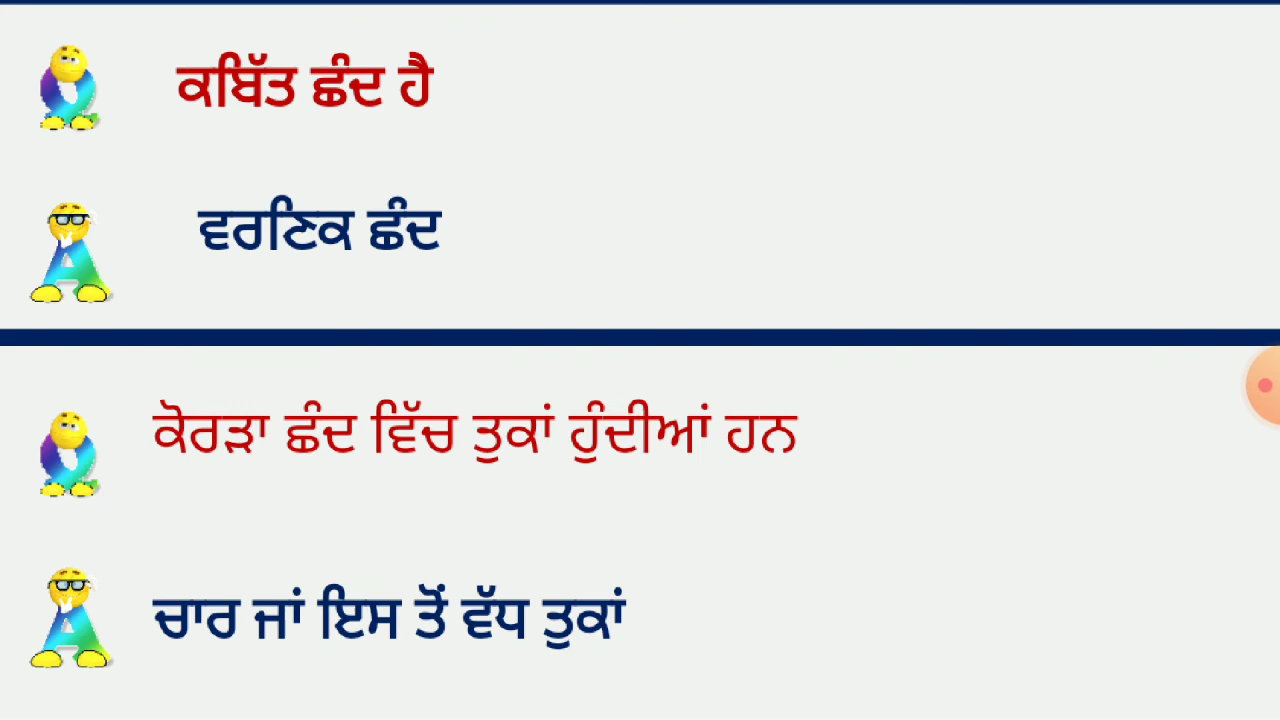 ਕਬਿੱਤ ਛੰਦ ਹੈ
ਵਰਣਿਕ ਛੰਦ
ਕੋਰੜਾ ਛੰਦ ਵਿੱਚ ਤੁਕਾਂ ਹੁੰਦੀਆਂ ਹਨ
ਚਾਰ ਜਾਂ ਇਸ ਤੋਂ ਵੱਧ ਤੁਕਾਂ